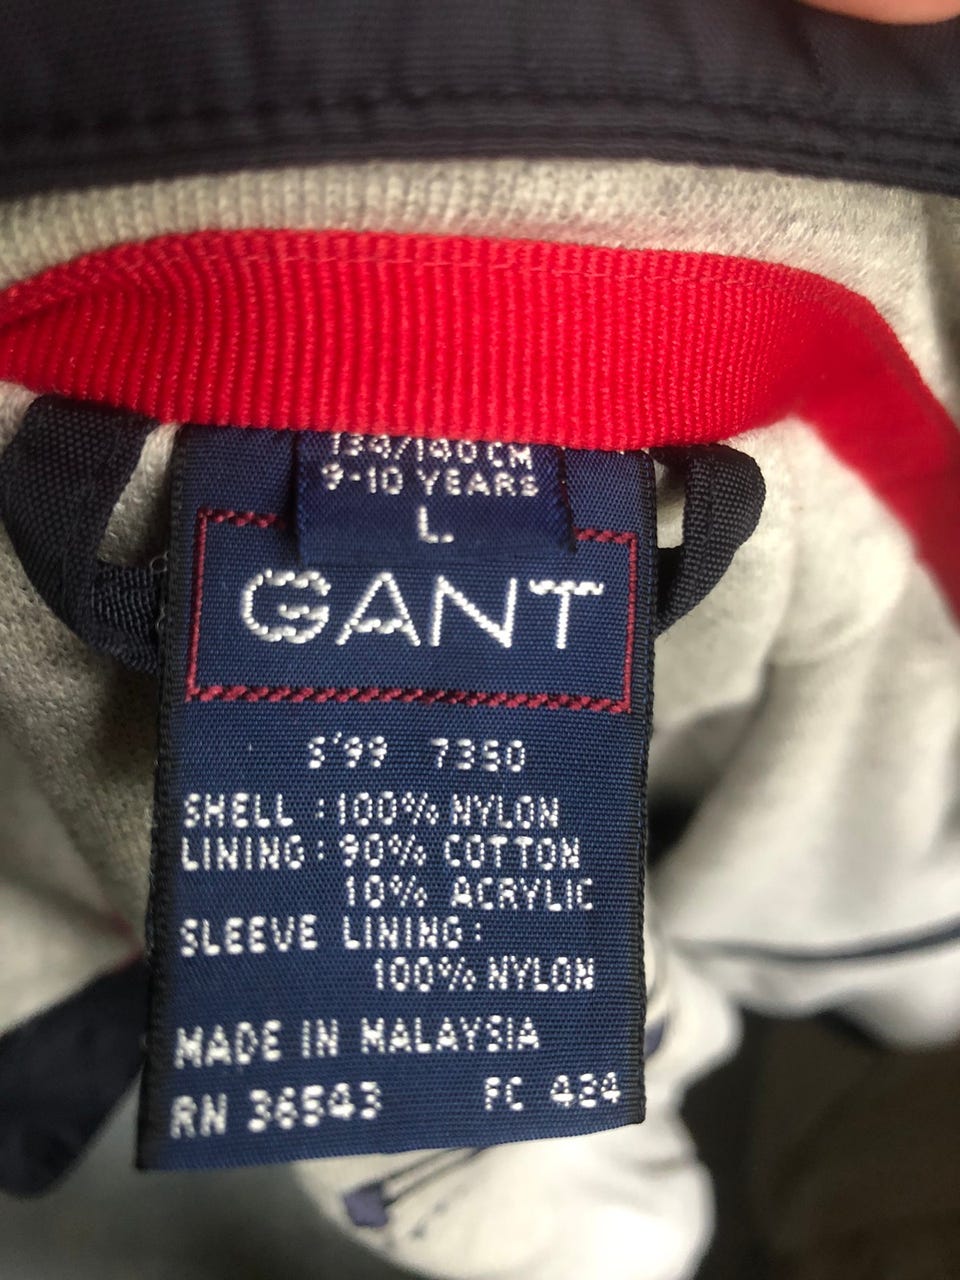 134/140 CM
9-10 YEARS
L
GANT
S'99 7350
SHELL : 100% NYLON
LINING : 90% COTTON
10% ACRYLIC
SLEEVE LINING :
100% NYLON
MADE IN MALAYSIA
RN 36543 FC 424